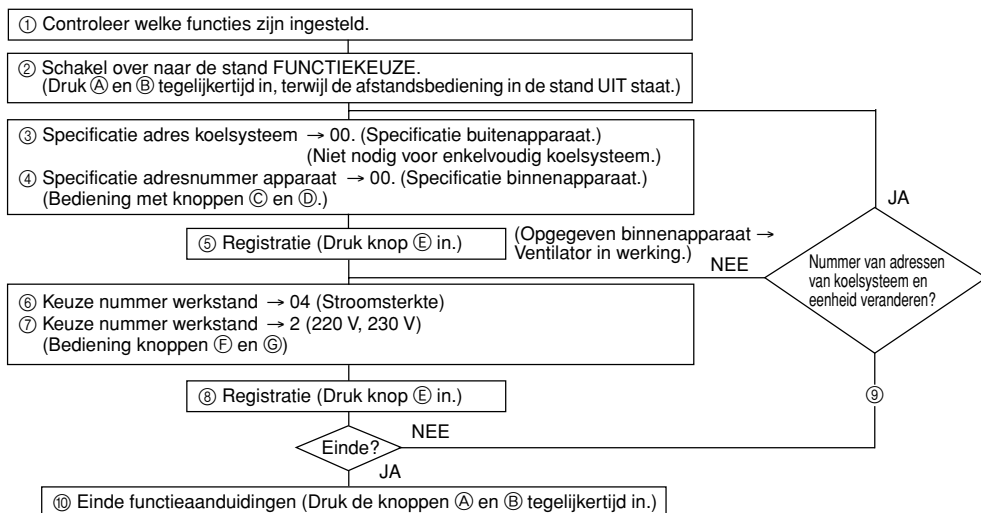 ① Controleer welke functies zijn ingesteld.
② Schakel over naar de stand FUNCTIEKEUZE.
(Druk Ⓐ en Ⓑ tegelijkertijd in, terwijl de afstandsbediening in de stand UIT staat.)
③ Specificatie adres koelsysteem → 00. (Specificatie buitenapparaat.)
(Niet nodig voor enkelvoudig koelsysteem.)
④ Specificatie adresnummer apparaat → 00. (Specificatie binnenapparaat.)
(Bediening met knoppen Ⓒ en Ⓓ.)
JA
⑤ Registratie (Druk knop Ⓔ in.)
(Opgegeven binnenapparaat →
Ventilator in werking.)
NEE
Nummer van adressen
van koelsysteem en
eenheid veranderen?
⑥ Keuze nummer werkstand → 04 (Stroomsterkte)
⑦ Keuze nummer werkstand → 2 (220 V, 230 V)
(Bediening knoppen Ⓕ en Ⓖ)
⑧ Registratie (Druk knop Ⓔ in.)
⑨
Einde?
NEE
JA
⑩ Einde functieaanduidingen (Druk de knoppen Ⓐ en Ⓑ tegelijkertijd in.)